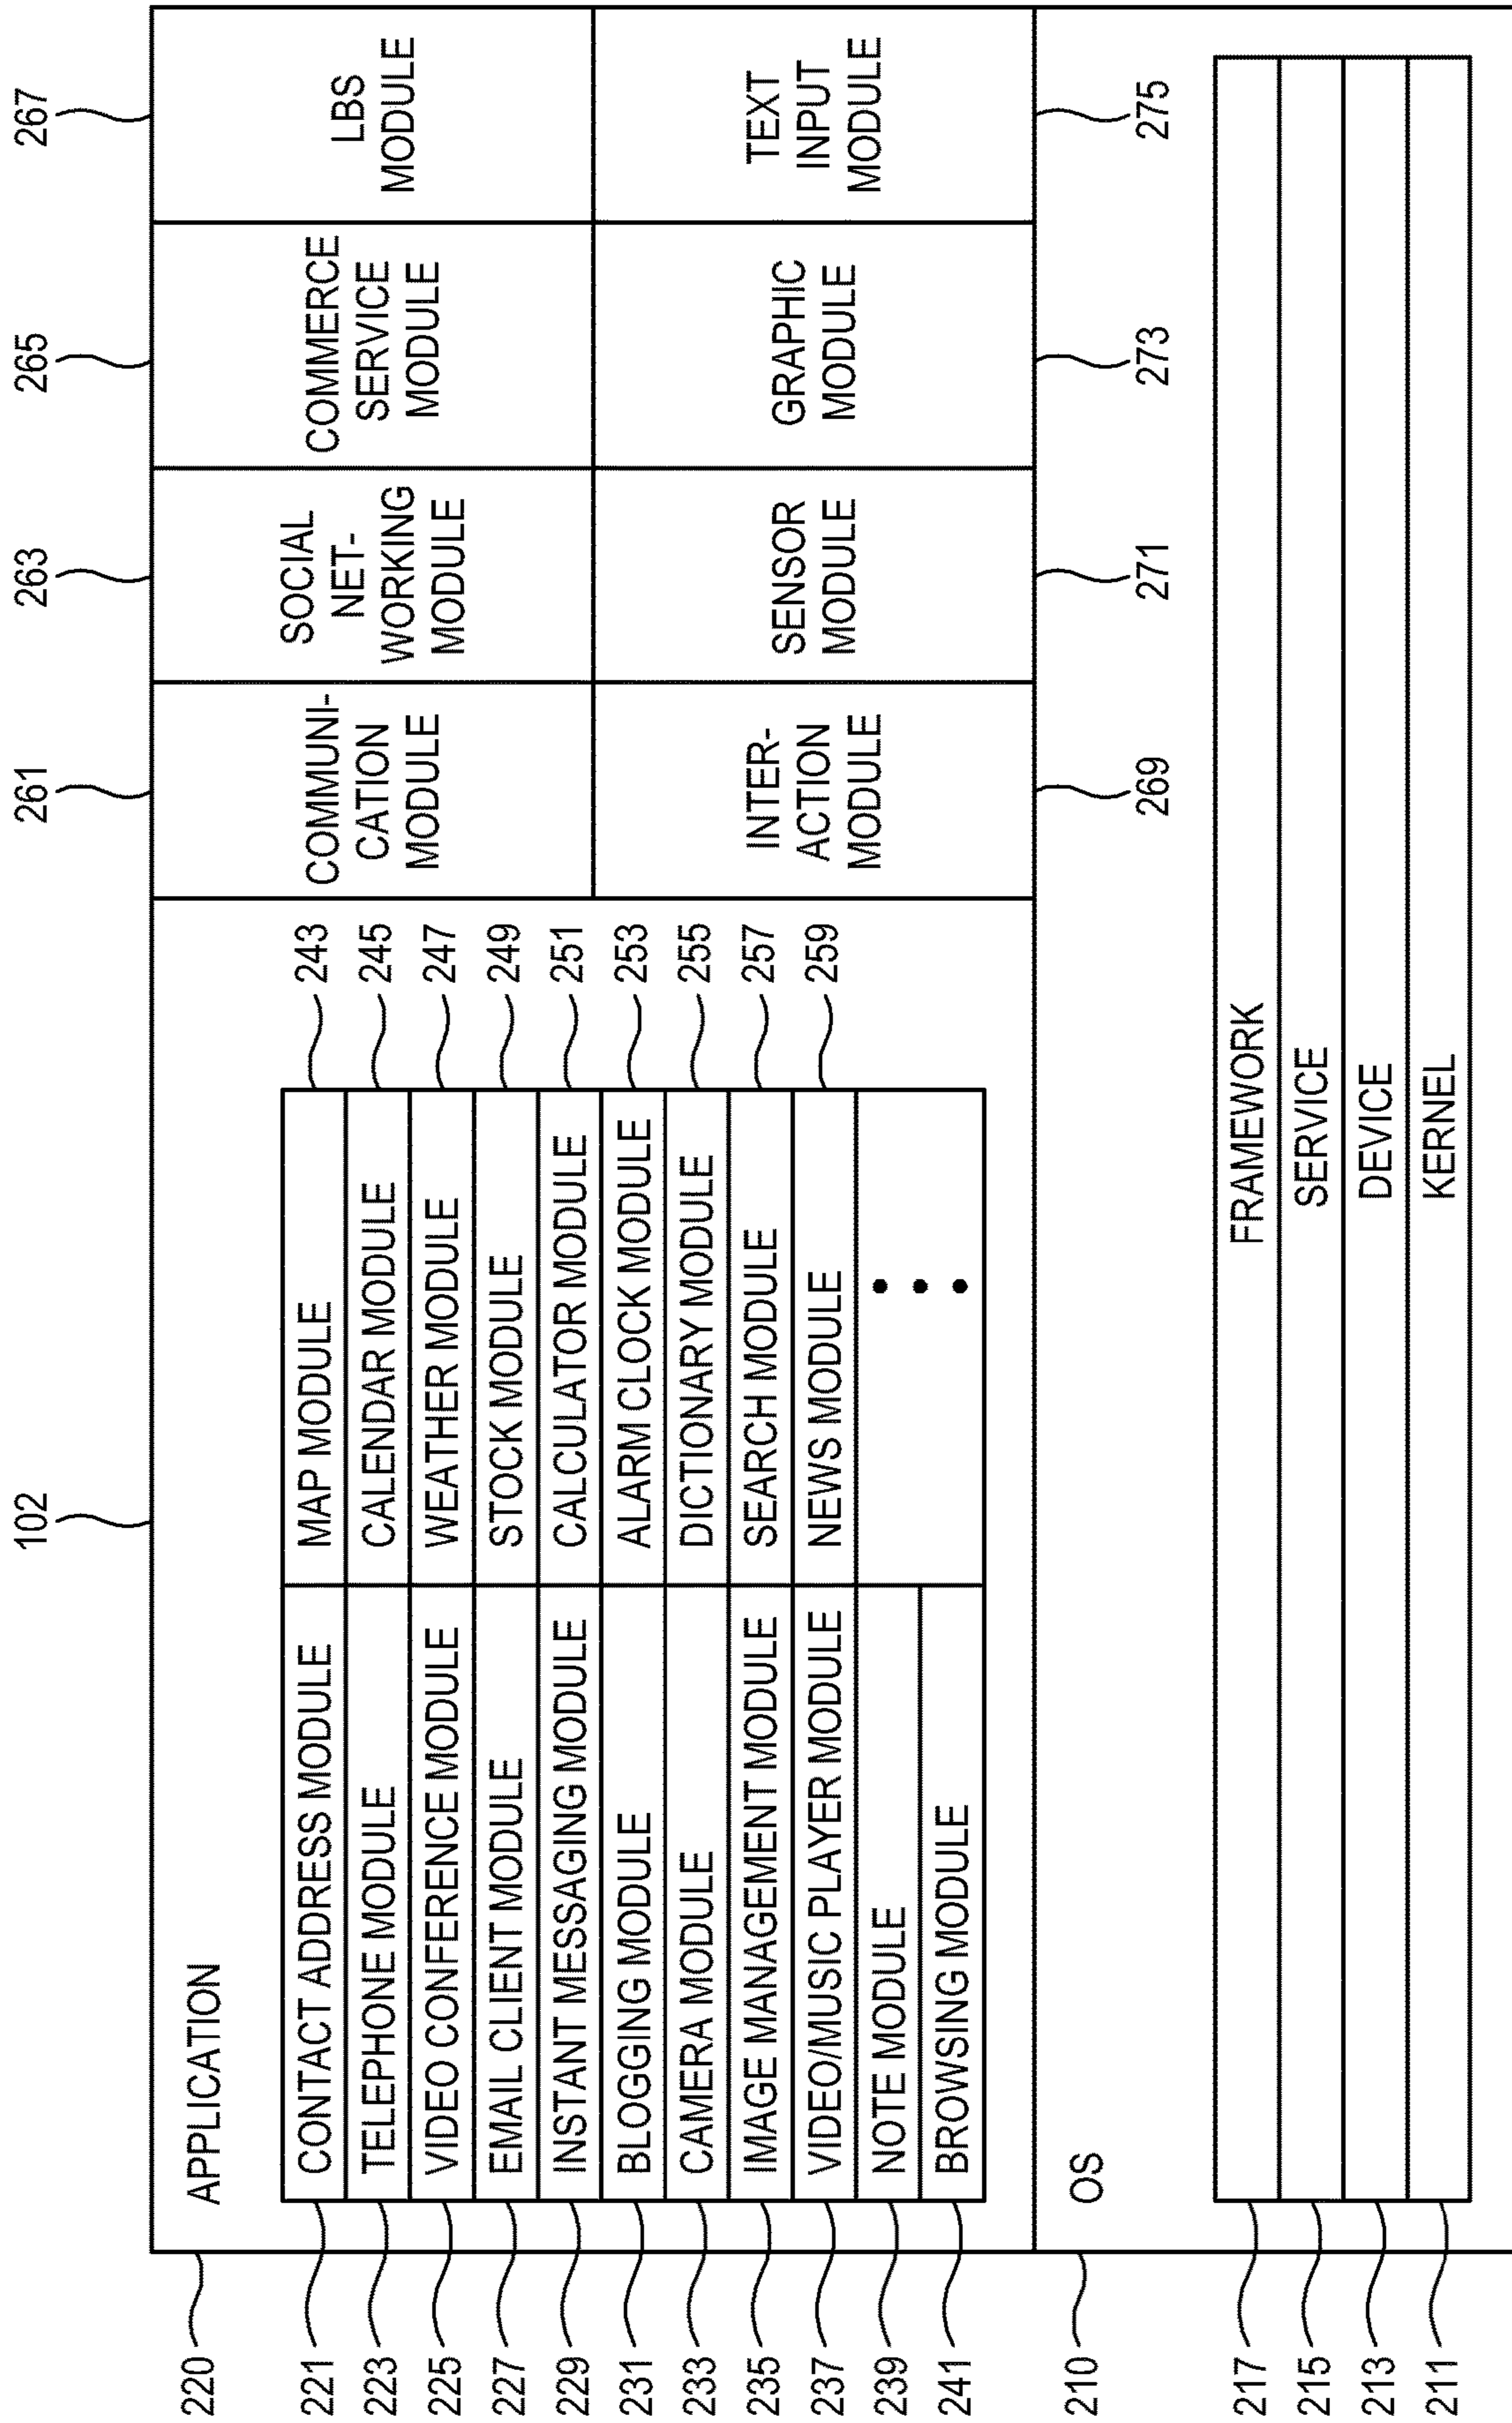 102
261
263
265
267
220
APPLICATION
221
CONTACT ADDRESS MODULE
MAP MODULE
243
223
TELEPHONE MODULE
CALENDAR MODULE
245
225
VIDEO CONFERENCE MODULE
WEATHER MODULE
247
227
EMAIL CLIENT MODULE
STOCK MODULE
249
229
INSTANT MESSAGING MODULE
CALCULATOR MODULE
251
231
BLOGGING MODULE
ALARM CLOCK MODULE
253
233
CAMERA MODULE
DICTIONARY MODULE
255
235
IMAGE MANAGEMENT MODULE
SEARCH MODULE
257
237
VIDEO/MUSIC PLAYER MODULE
NEWS MODULE
259
239
NOTE MODULE
241
BROWSING MODULE
COMMUNI-
CATION
MODULE
SOCIAL
NET-
WORKING
MODULE
COMMERCE
SERVICE
MODULE
LBS
MODULE
INTER-
ACTION
MODULE
SENSOR
MODULE
GRAPHIC
MODULE
TEXT
INPUT
MODULE
269
271
273
275
210
OS
217
FRAMEWORK
215
SERVICE
213
DEVICE
211
KERNEL